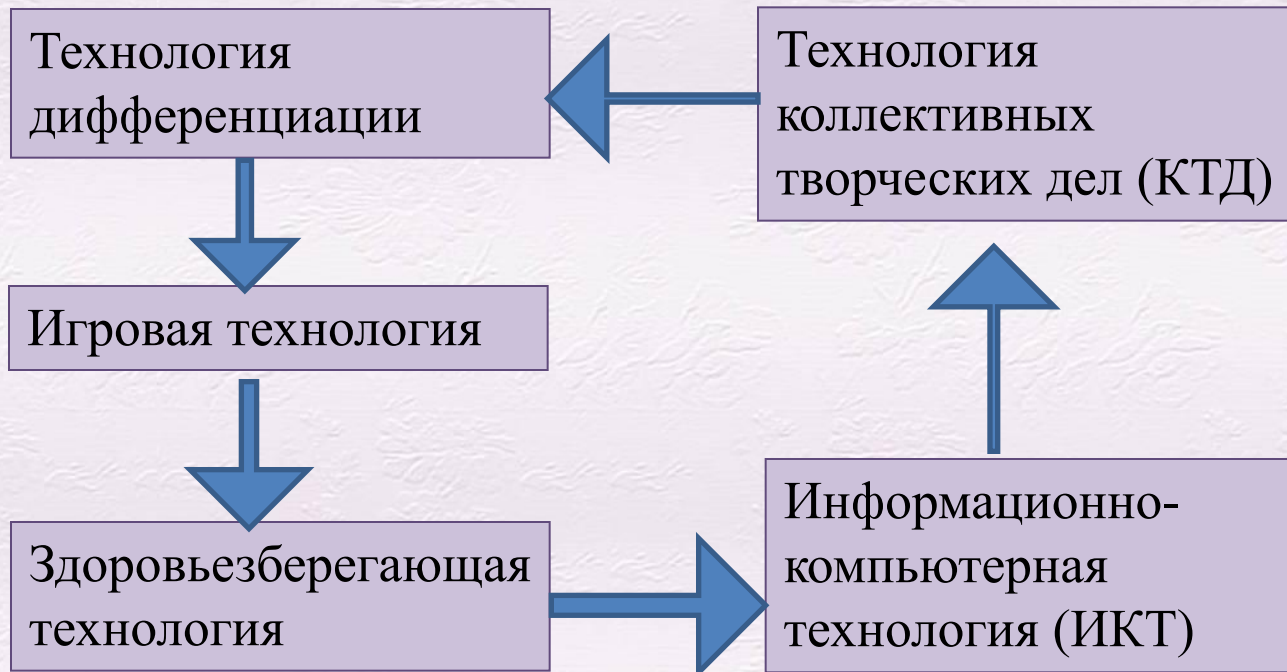 Технология
дифференциации
Технология
коллективных
творческих дел (КТД)
Игровая технология
Здоровьезберегающая
технология
Информационно-
компьютерная
технология (ИКТ)